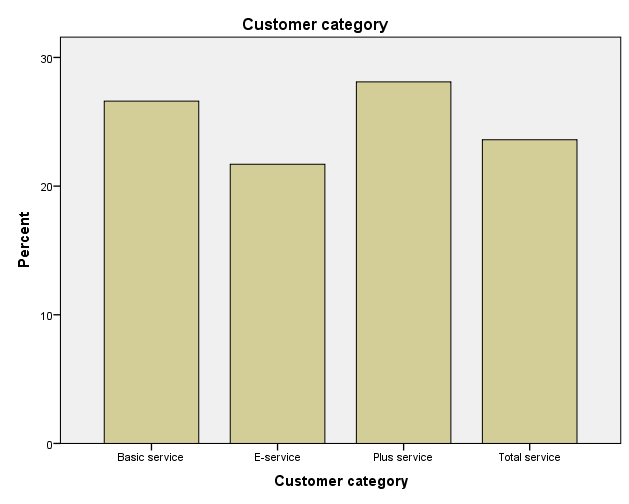 Customer category
30
20
10
0
Percent
Basic service
E-service
Plus service
Total service
Customer category